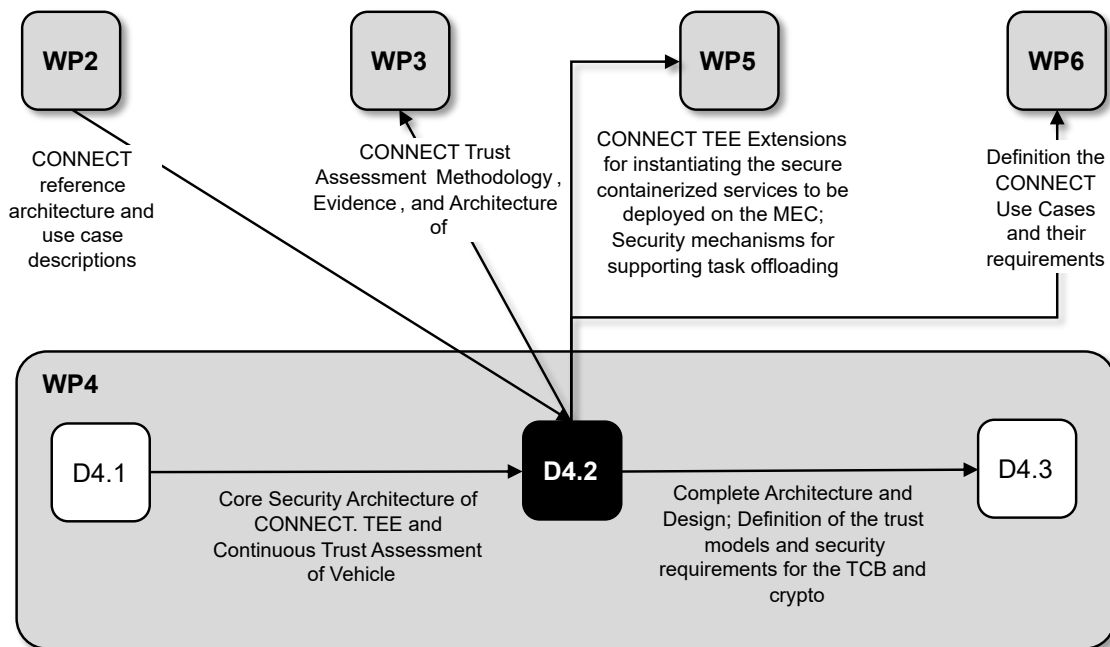 WP2
WP3
WP5
WP6
CONNECT
reference
architecture and
use case
descriptions
CONNECT Trust
Assessment Methodology ,
Evidence , and Architecture
of
CONNECT TEE Extensions
for instantiating the secure
containerized services to be
deployed on the MEC;
Security mechanisms for
supporting task offloading
Definition the
CONNECT
Use Cases
and their
requirements
WP4
D4.1
D4.2
D4.3
Core Security Architecture of
CONNECT. TEE and
Continuous Trust Assessment
of Vehicle
Complete Architecture and
Design; Definition of the trust
models and security
requirements for the TCB and
crypto